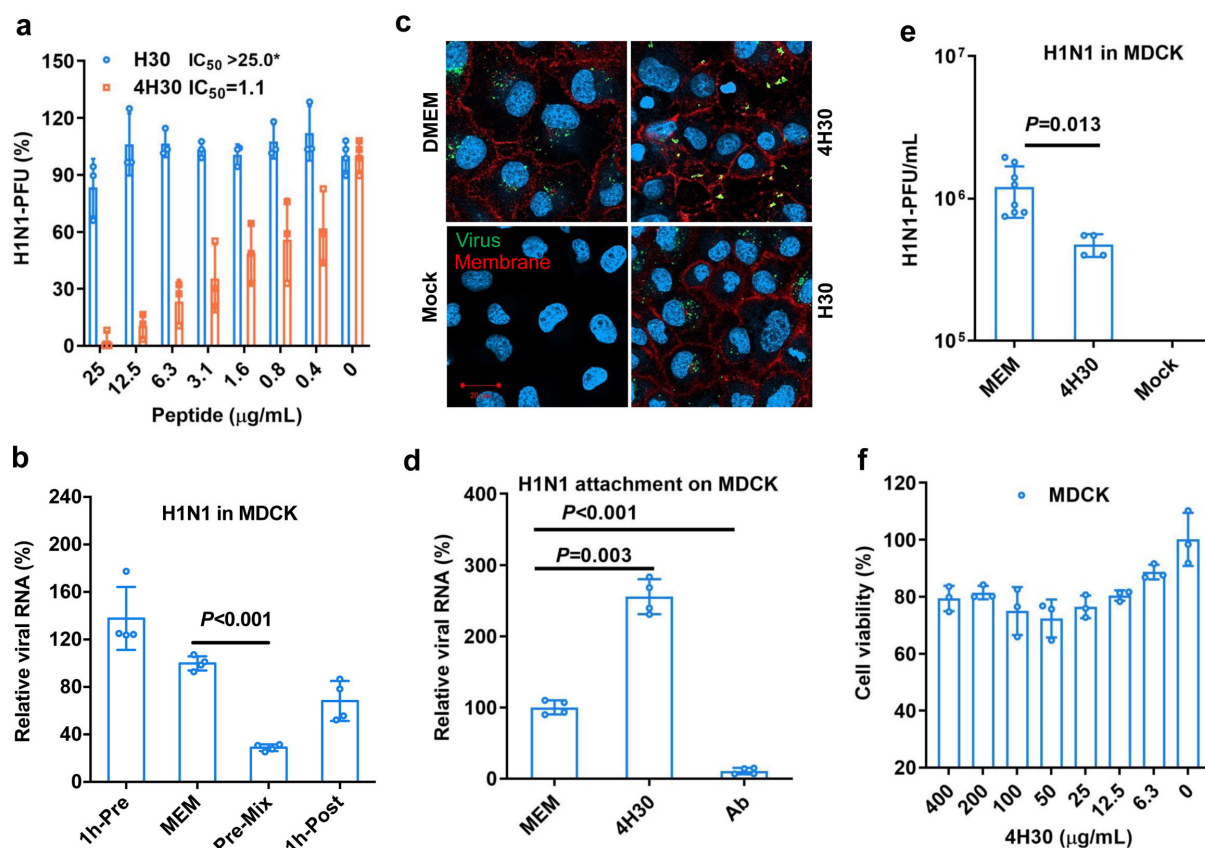 a
150
120
90
60
30
0
H1N1-PFU (%)
H30 IC50 >25.0*
4H30 IC50=1.1
25
12.5
6.3
3.1
1.6
0.8
0.4
0
Peptide (μg/mL)
c
DMEM
4H30
Virus
Membrane
Mock
H30
e
H1N1 in MDCK
10⁷
10⁶
10⁵
H1N1-PFU/mL
P=0.013
MEM
4H30
Mock
b
H1N1 in MDCK
240
200
160
120
80
40
0
Relative viral RNA (%)
P<0.001
1h-Pre
MEM
Pre-Mix
1h-Post
d
H1N1 attachment on MDCK
400
300
200
100
0
Relative viral RNA (%)
P<0.001
P=0.003
MEM
4H30
Ab
f
MDCK
120
100
80
60
40
20
Cell viability (%)
400
200
100
50
25
12.5
6.3
0
4H30 (μg/mL)